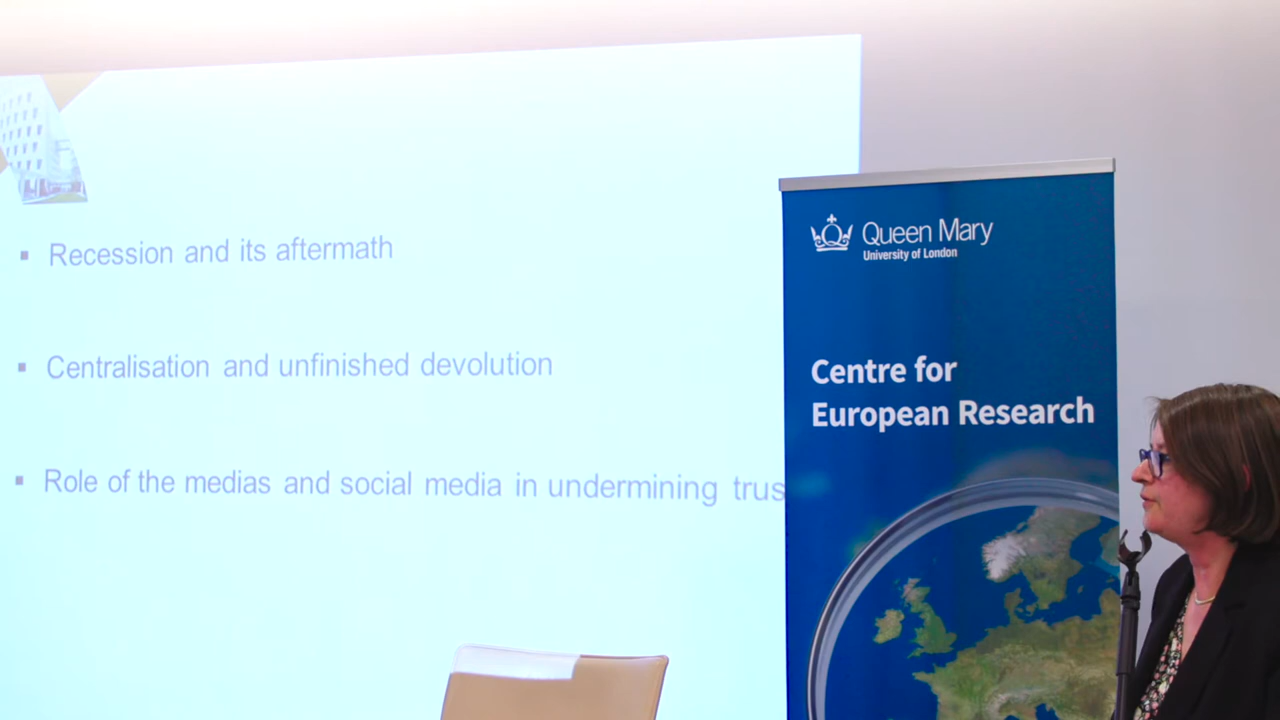 ▪ Recession and its aftermath
▪ Centralisation and unfinished devolution
▪ Role of the medias and social media in undermining trus
Queen Mary
University of London
Centre for
European Research